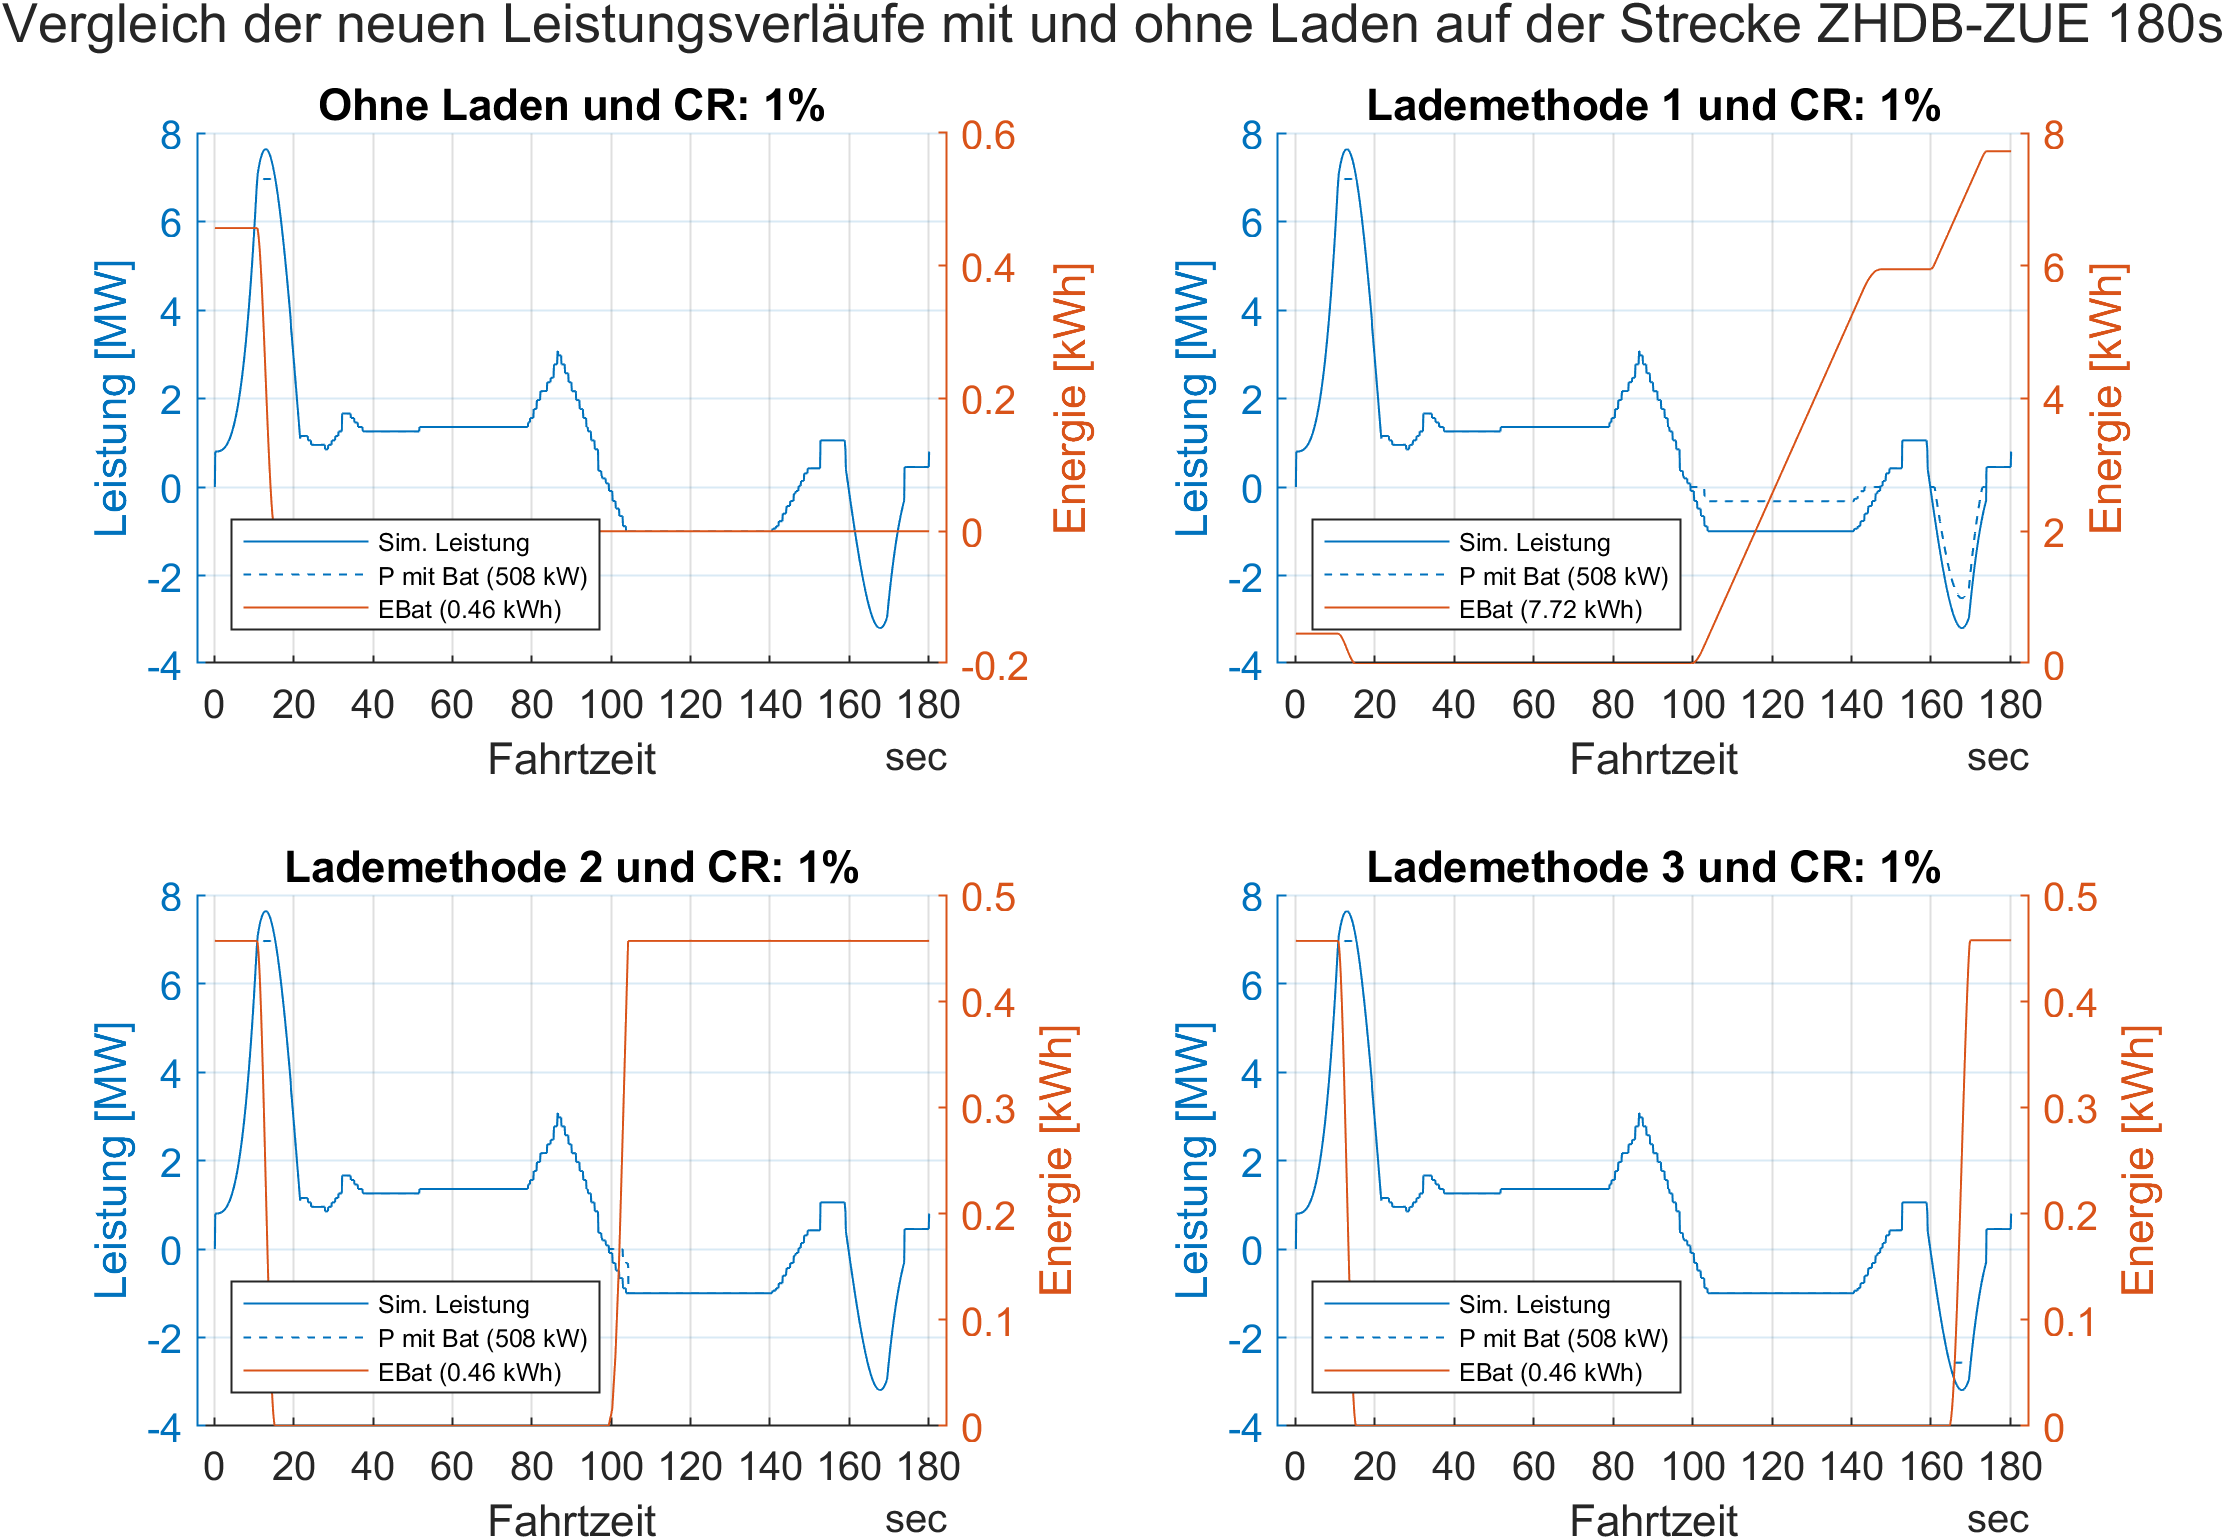 Vergleich der neuen Leistungsverläufe mit und ohne Laden auf der Strecke ZHDB-ZUE 180s
Ohne Laden und CR: 1%
8
6
4
2
0
-2
-4
Leistung [MW]
0.6
0.4
0.2
0
-0.2
Energie [kWh]
Sim. Leistung
P mit Bat (508 kW)
EBat (0.46 kWh)
0 20 40 60 80 100 120 140 160 180
Fahrtzeit
sec
Lademethode 1 und CR: 1%
8
6
4
2
0
-2
-4
Leistung [MW]
8
6
4
2
0
Energie [kWh]
Sim. Leistung
P mit Bat (508 kW)
EBat (7.72 kWh)
0 20 40 60 80 100 120 140 160 180
Fahrtzeit
sec
Lademethode 2 und CR: 1%
8
6
4
2
0
-2
-4
Leistung [MW]
0.5
0.4
0.3
0.2
0.1
0
Energie [kWh]
Sim. Leistung
P mit Bat (508 kW)
EBat (0.46 kWh)
0 20 40 60 80 100 120 140 160 180
Fahrtzeit
sec
Lademethode 3 und CR: 1%
8
6
4
2
0
-2
-4
Leistung [MW]
0.5
0.4
0.3
0.2
0.1
0
Energie [kWh]
Sim. Leistung
P mit Bat (508 kW)
EBat (0.46 kWh)
0 20 40 60 80 100 120 140 160 180
Fahrtzeit
sec